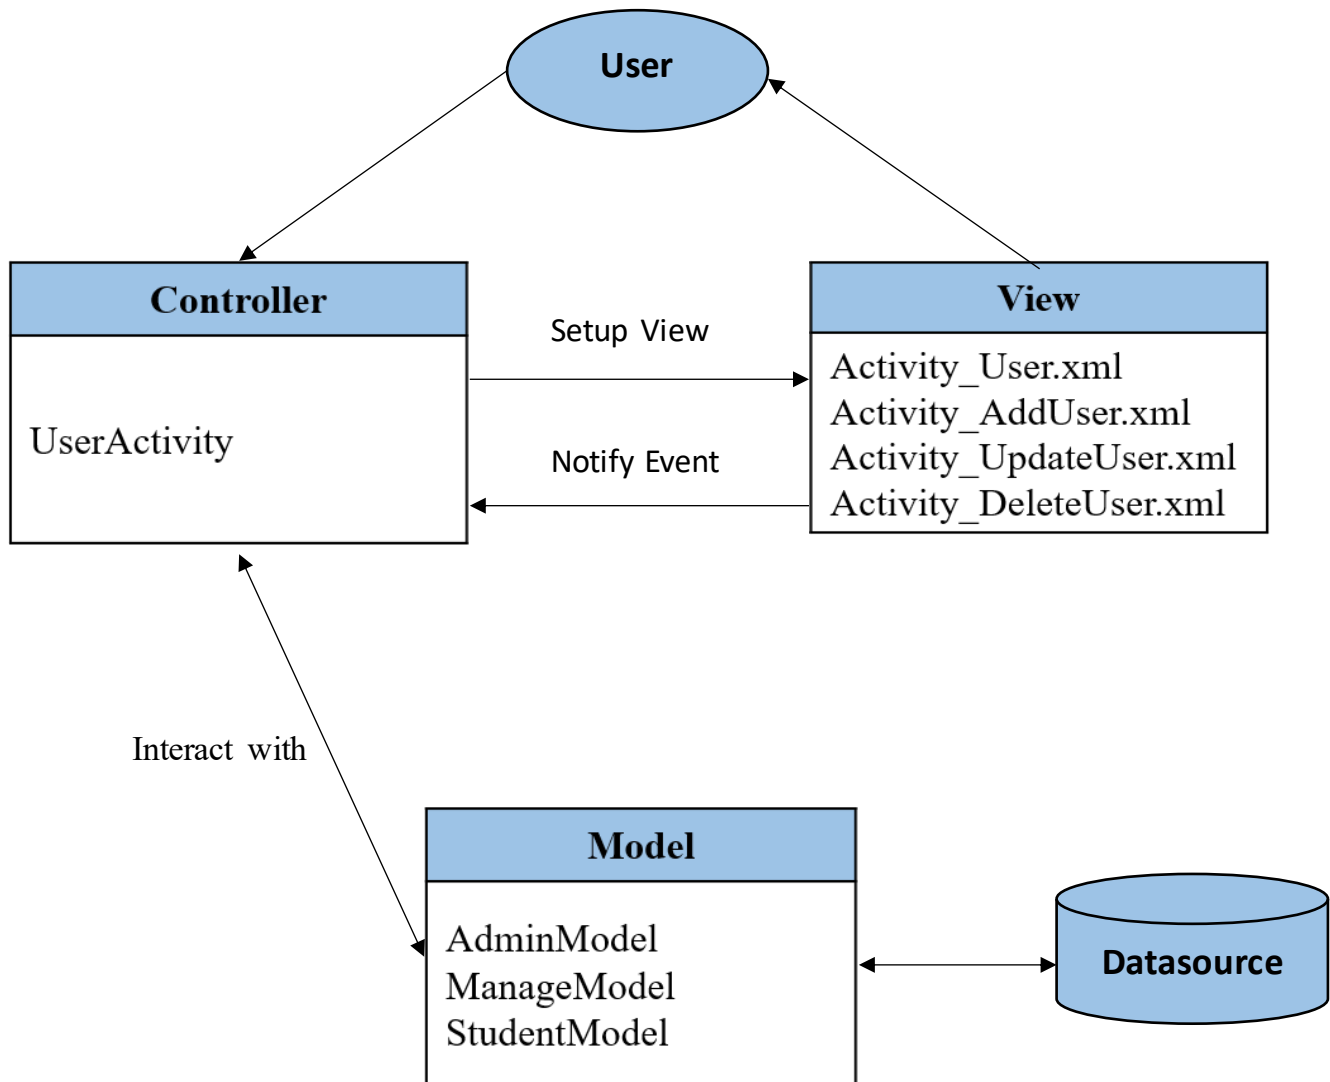 User
Controller
UserActivity
Setup View
Notify Event
View
Activity_User.xml
Activity_AddUser.xml
Activity_UpdateUser.xml
Activity_DeleteUser.xml
Interact with
Model
AdminModel
ManageModel
StudentModel
Datasource